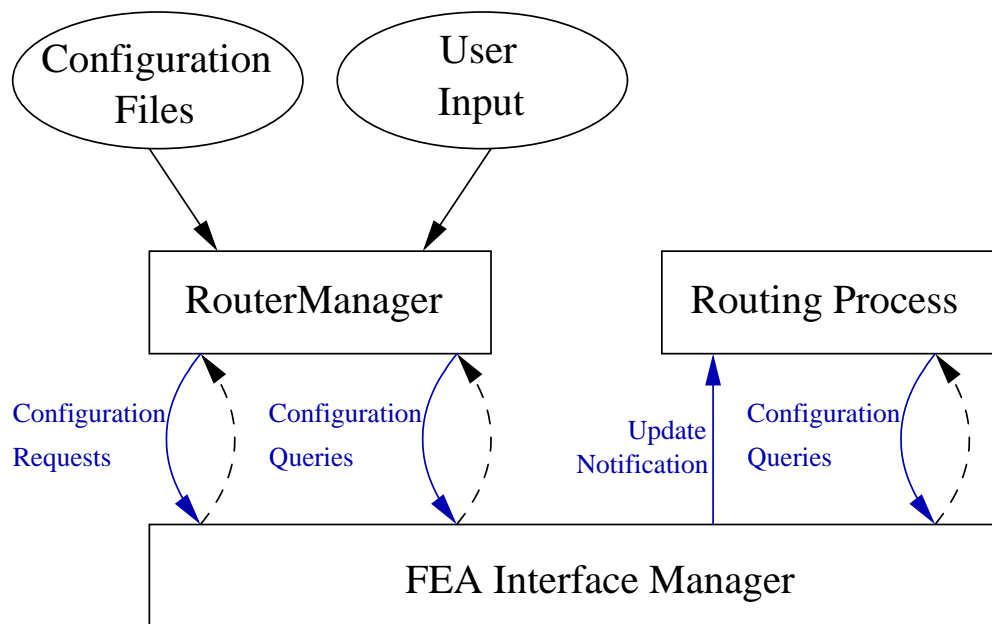 Configuration
Files
User
Input
RouterManager
Routing Process
Configuration
Requests
Configuration
Queries
Update
Notification
Configuration
Queries
FEA Interface Manager